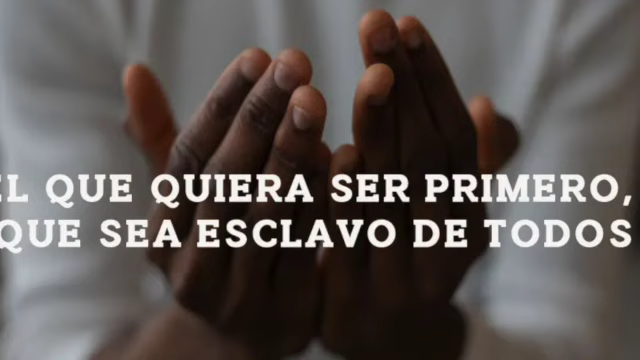 EL QUE QUIERA SER PRIMERO,
QUE SEA ESCLAVO DE TODOS